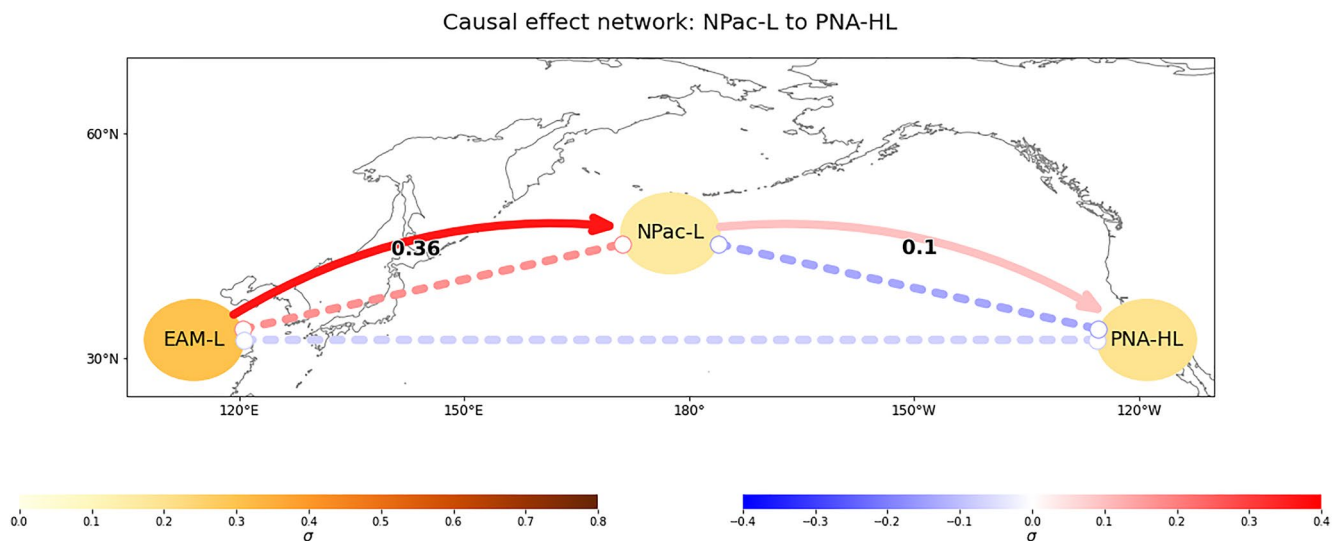 Causal effect network: NPac-L to PNA-HL
60°N
30°N
NPac-L
0.36
0.1
EAM-L
PNA-HL
120°E 150°E 180° 150°W 120°W
0.0 0.1 0.2 0.3 0.4 0.5 0.6 0.7 0.8
σ
−0.4 −0.3 −0.2 −0.1 0.0 0.1 0.2 0.3 0.4
σ